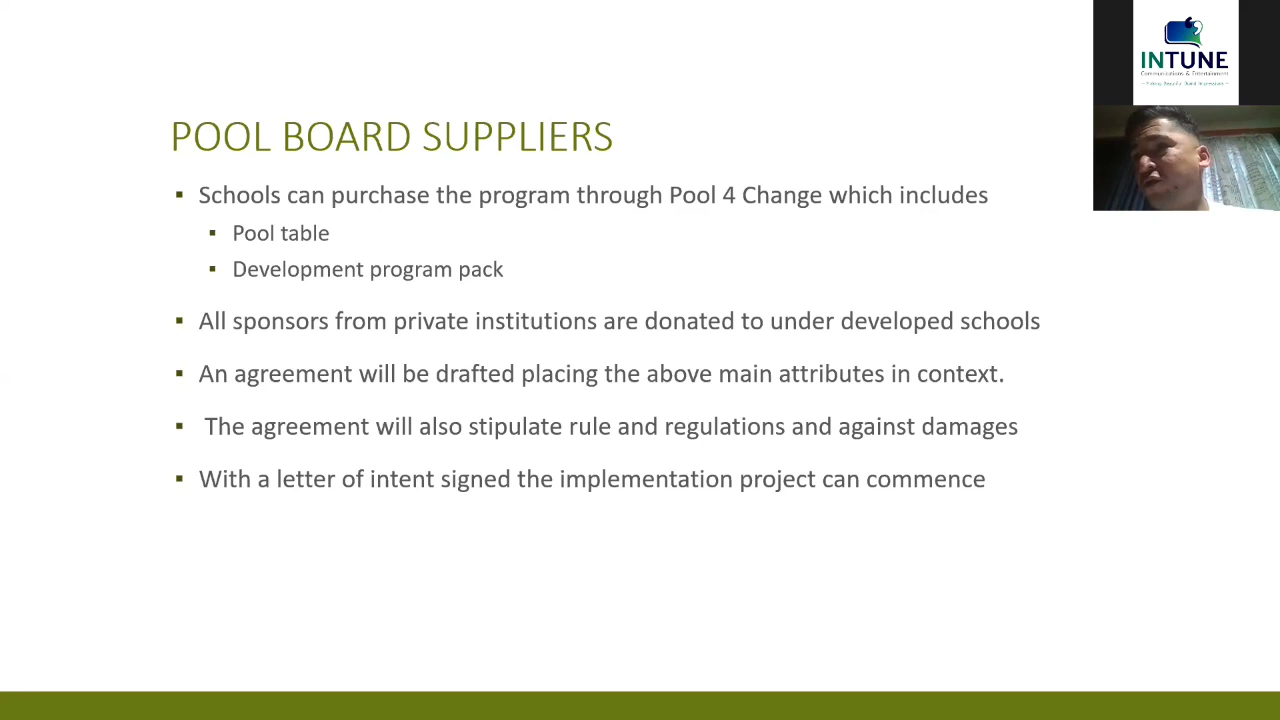 INTUNE
Communications & Entertainment
POOL BOARD SUPPLIERS
Schools can purchase the program through Pool 4 Change which includes
Pool table
Development program pack
All sponsors from private institutions are donated to under developed schools
An agreement will be drafted placing the above main attributes in context.
The agreement will also stipulate rule and regulations and against damages
With a letter of intent signed the implementation project can commence